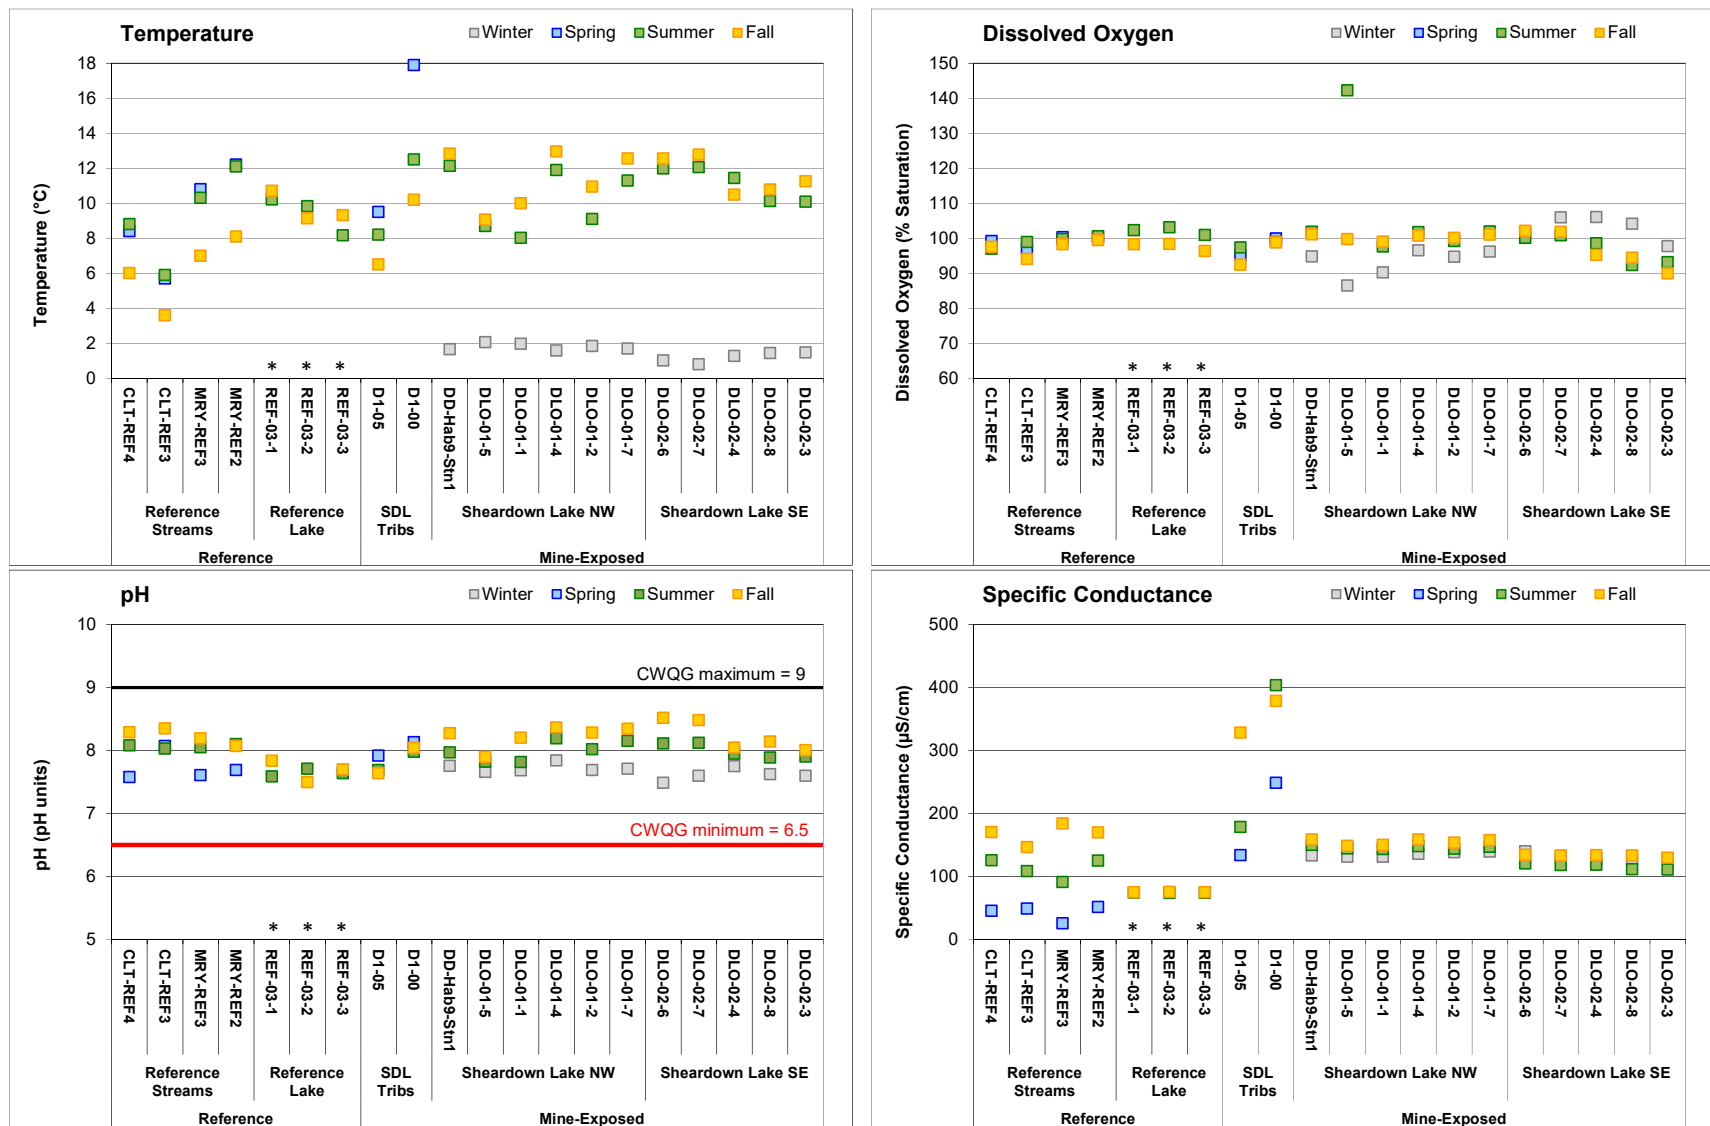 Temperature
Winter Spring Summer Fall
Temperature (°C)
18
16
14
12
10
8
6
4
2
0
* * *
CLT-REF4
CLT-REF3
MRY-REF3
MRY-REF2
REF-03-1
REF-03-2
REF-03-3
D1-05
D1-00
DD-Hab9-Stn1
DLO-01-5
DLO-01-1
DLO-01-4
DLO-01-2
DLO-01-7
DLO-02-6
DLO-02-7
DLO-02-4
DLO-02-8
DLO-02-3
Reference Streams
Reference Lake
SDL Tribs
Sheardown Lake NW
Sheardown Lake SE
Reference
Mine-Exposed
Dissolved Oxygen
Winter Spring Summer Fall
Dissolved Oxygen (% Saturation)
150
140
130
120
110
100
90
80
70
60
* * *
CLT-REF4
CLT-REF3
MRY-REF3
MRY-REF2
REF-03-1
REF-03-2
REF-03-3
D1-05
D1-00
DD-Hab9-Stn1
DLO-01-5
DLO-01-1
DLO-01-4
DLO-01-2
DLO-01-7
DLO-02-6
DLO-02-7
DLO-02-4
DLO-02-8
DLO-02-3
Reference Streams
Reference Lake
SDL Tribs
Sheardown Lake NW
Sheardown Lake SE
Reference
Mine-Exposed
pH
Winter Spring Summer Fall
pH (pH units)
10
9
8
7
6
5
CWQG maximum = 9
CWQG minimum = 6.5
* * *
CLT-REF4
CLT-REF3
MRY-REF3
MRY-REF2
REF-03-1
REF-03-2
REF-03-3
D1-05
D1-00
DD-Hab9-Stn1
DLO-01-5
DLO-01-1
DLO-01-4
DLO-01-2
DLO-01-7
DLO-02-6
DLO-02-7
DLO-02-4
DLO-02-8
DLO-02-3
Reference Streams
Reference Lake
SDL Tribs
Sheardown Lake NW
Sheardown Lake SE
Reference
Mine-Exposed
Specific Conductance
Winter Spring Summer Fall
Specific Conductance (µS/cm)
500
400
300
200
100
0
* * *
CLT-REF4
CLT-REF3
MRY-REF3
MRY-REF2
REF-03-1
REF-03-2
REF-03-3
D1-05
D1-00
DD-Hab9-Stn1
DLO-01-5
DLO-01-1
DLO-01-4
DLO-01-2
DLO-01-7
DLO-02-6
DLO-02-7
DLO-02-4
DLO-02-8
DLO-02-3
Reference Streams
Reference Lake
SDL Tribs
Sheardown Lake NW
Sheardown Lake SE
Reference
Mine-Exposed